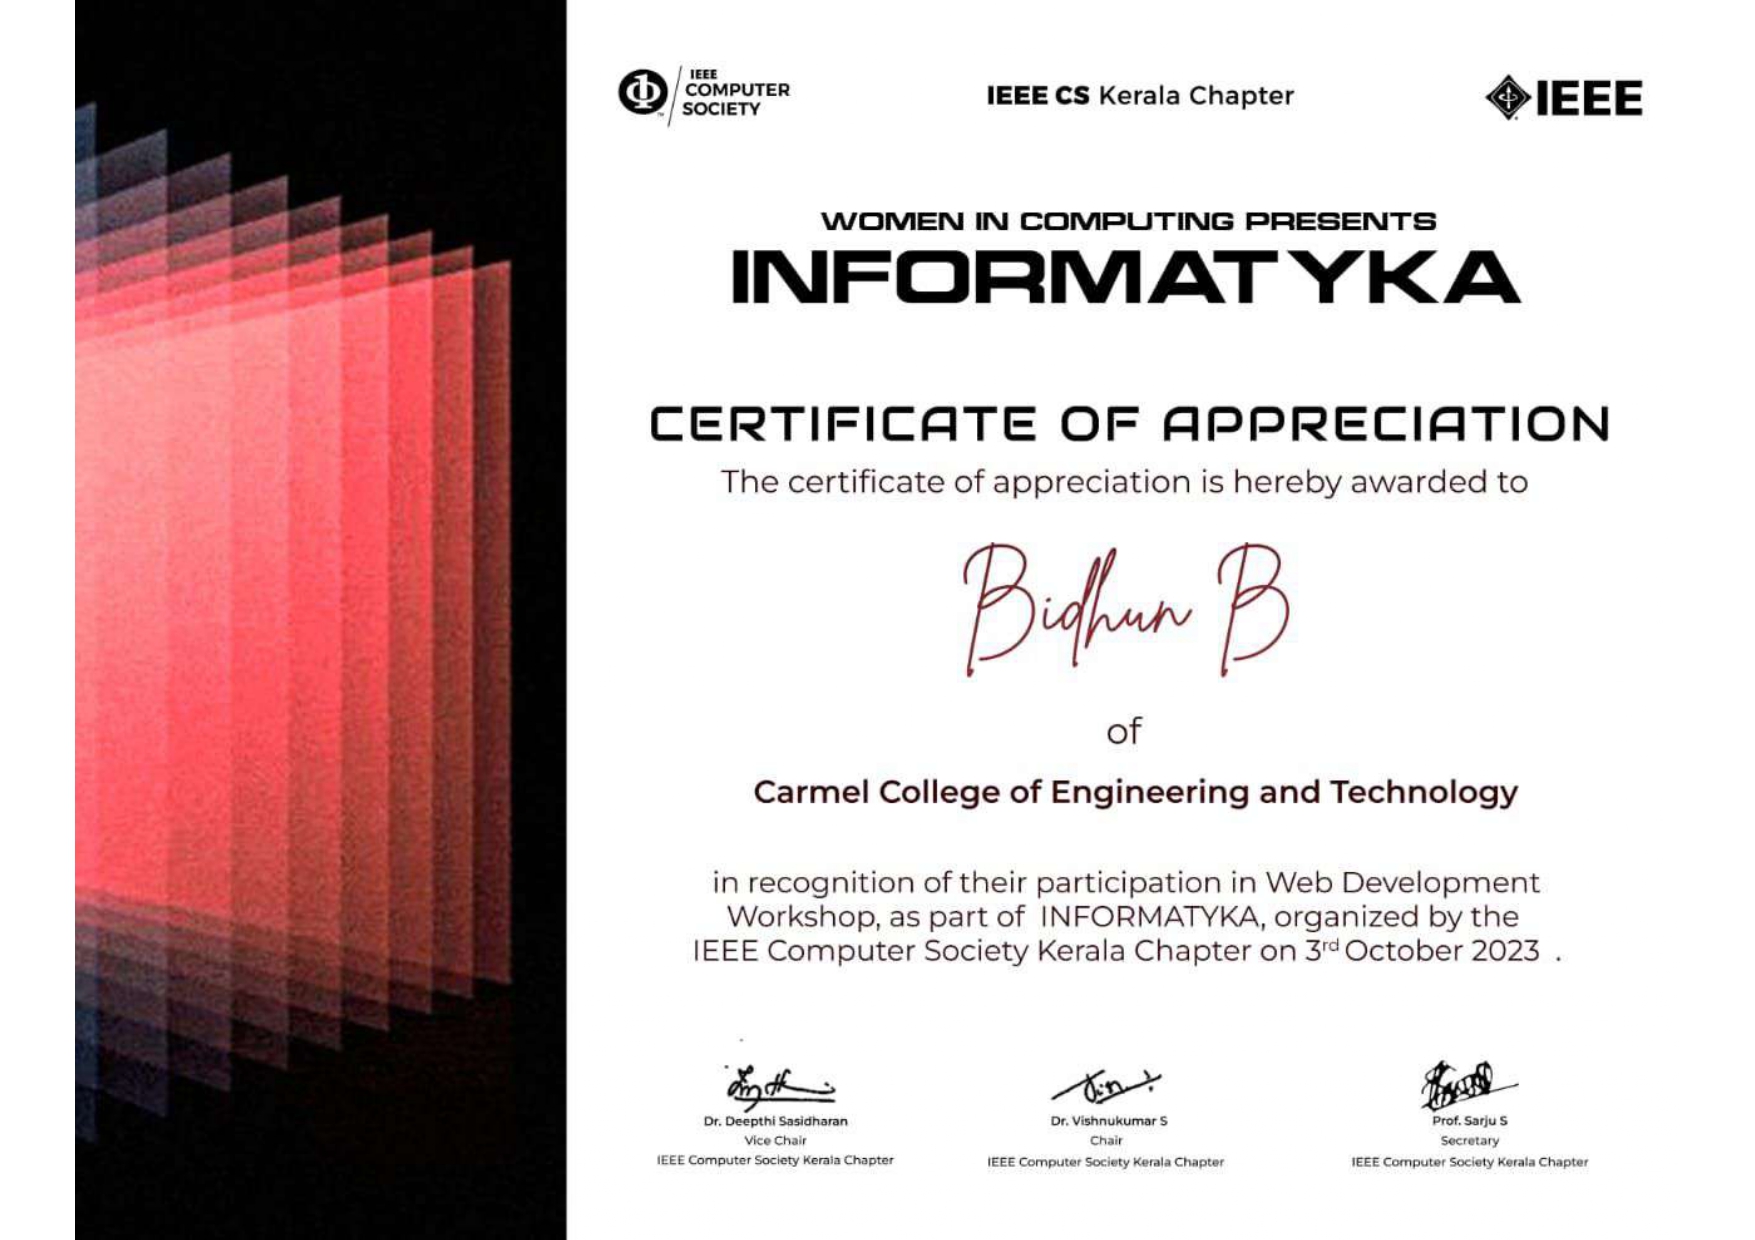 IEEE
COMPUTER
SOCIETY
IEEE CS Kerala Chapter
IEEE
WOMEN IN COMPUTING PRESENTS
INFORMATYKA
CERTIFICATE OF APPRECIATION
The certificate of appreciation is hereby awarded to
Bidhun B
of
Carmel College of Engineering and Technology
in recognition of their participation in Web Development
Workshop, as part of INFORMATYKA, organized by the
IEEE Computer Society Kerala Chapter on 3rd October 2023 .
Dr. Deepthi Sasidharan
Vice Chair
IEEE Computer Society Kerala Chapter
Dr. Vishnukumar S
Chair
IEEE Computer Society Kerala Chapter
Prof. Sarju S
Secretary
IEEE Computer Society Kerala Chapter